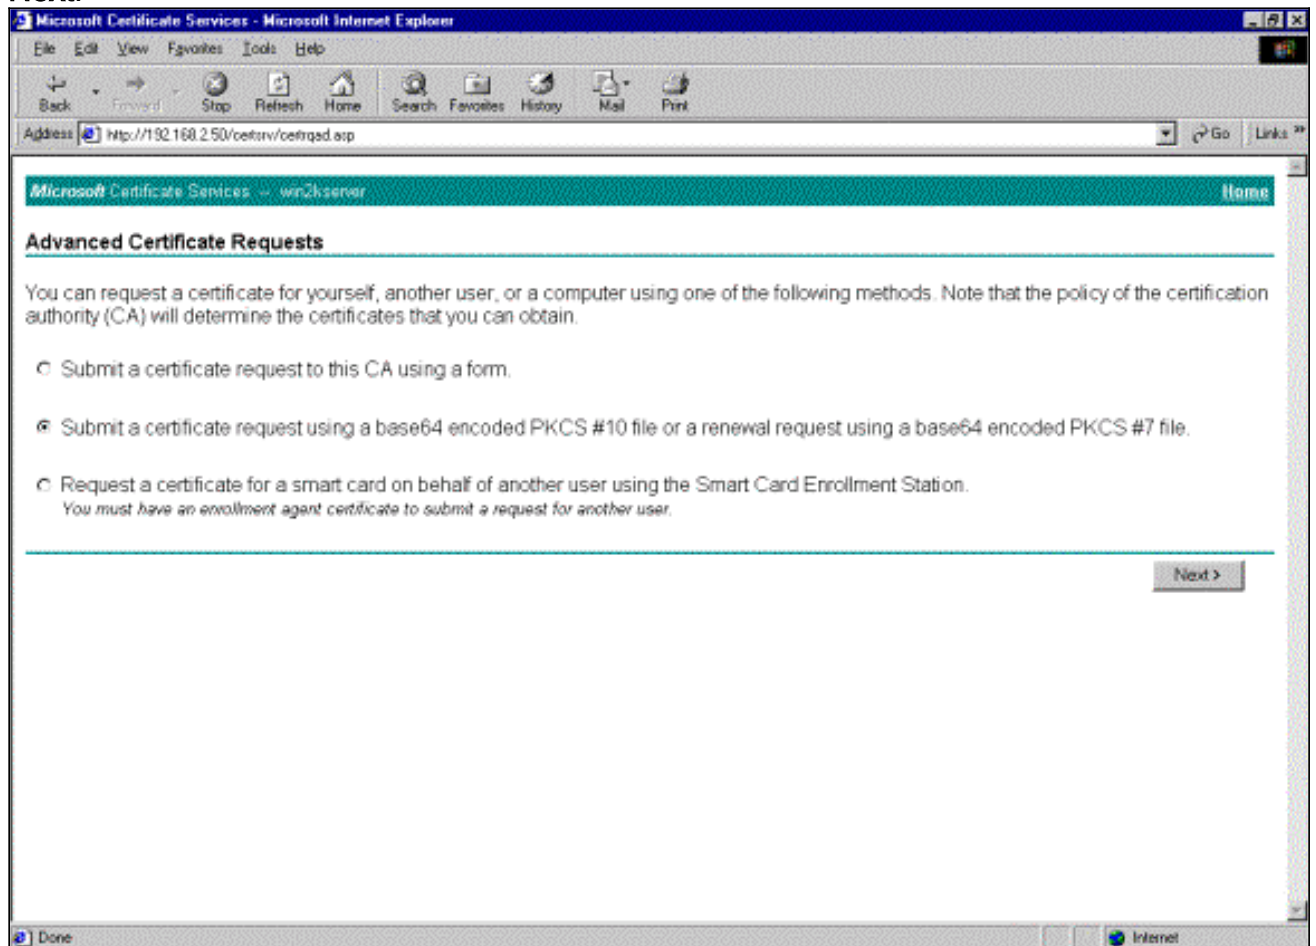 Microsoft Certificate Services - Microsoft Internet Explorer
File Edit View Favorites Tools Help
Back Forward Stop Refresh Home Search Favorites History Mail Print
Address http://192.168.2.50/certsrv/certrqad.asp Go Links »
Microsoft Certificate Services -- win2kserver Home
Advanced Certificate Requests
You can request a certificate for yourself, another user, or a computer using one of the following methods. Note that the policy of the certification
authority (CA) will determine the certificates that you can obtain.
Submit a certificate request to this CA using a form.
Submit a certificate request using a base64 encoded PKCS #10 file or a renewal request using a base64 encoded PKCS #7 file.
Request a certificate for a smart card on behalf of another user using the Smart Card Enrollment Station.
You must have an enrollment agent certificate to submit a request for another user.
Next >
Done Internet